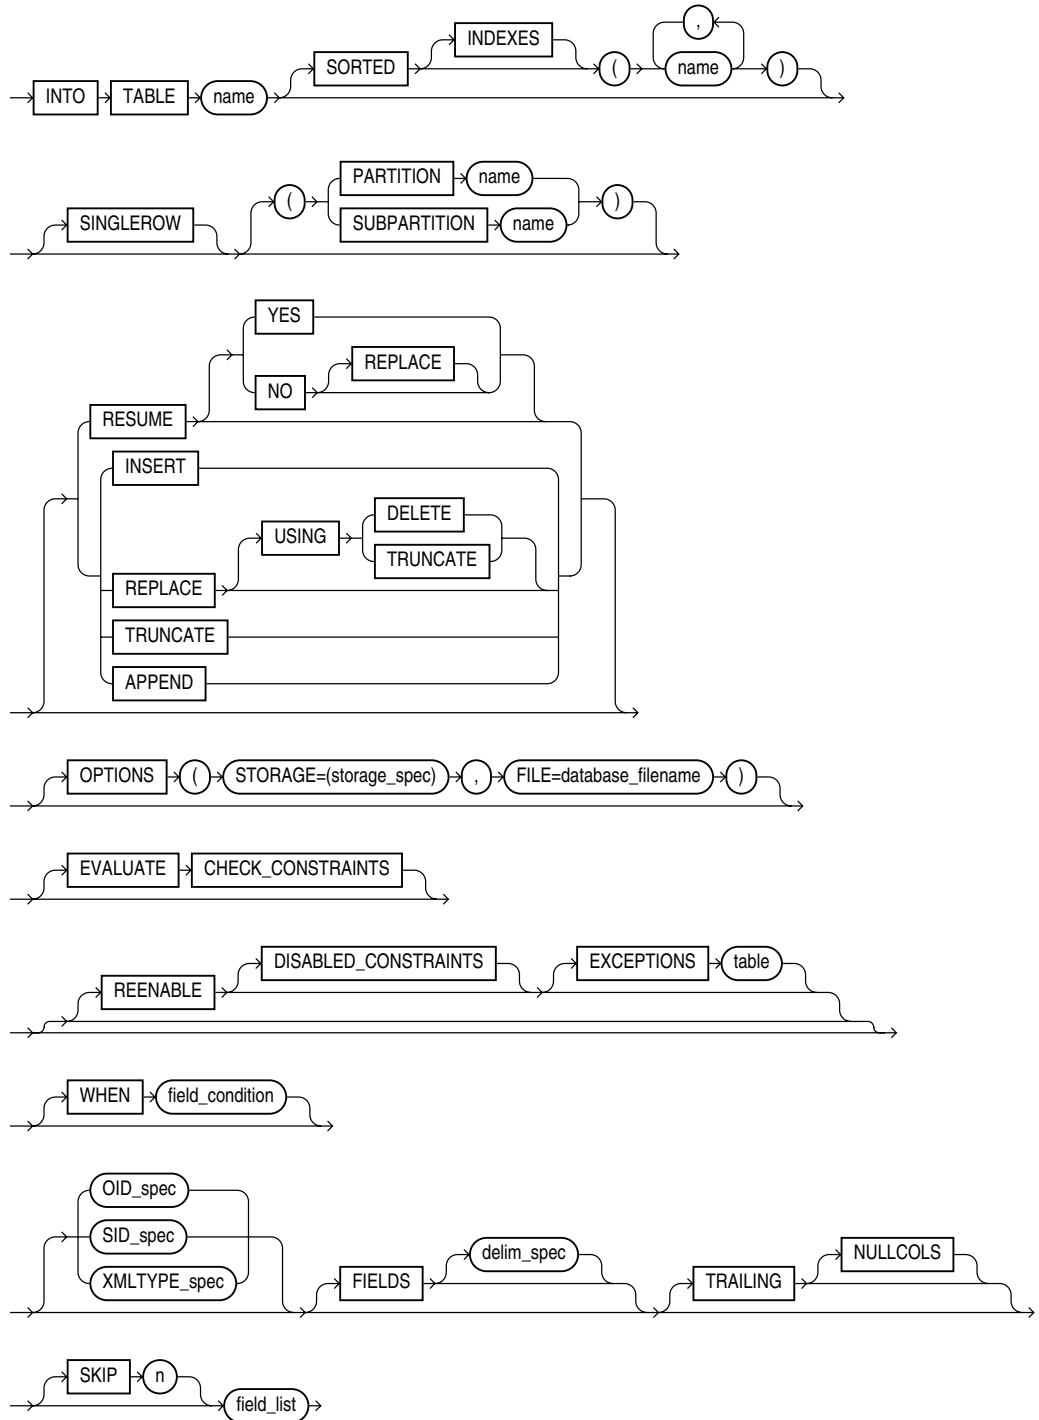 INDEXES ,
SORTED ( name )
INTO TABLE name
PARTITION name
SINGLEROW ( SUBPARTITION name )
YES
REPLACE
NO
RESUME
INSERT
DELETE
USING
TRUNCATE
REPLACE
TRUNCATE
APPEND
OPTIONS ( STORAGE=(storage_spec) , FILE=database_filename )
EVALUATE CHECK_CONSTRAINTS
DISABLED_CONSTRAINTS EXCEPTIONS table
REENABLE
WHEN field_condition
OID_spec
SID_spec
delim_spec NULLCOLS
XMLTYPE_spec FIELDS TRAILING
SKIP n
field_list